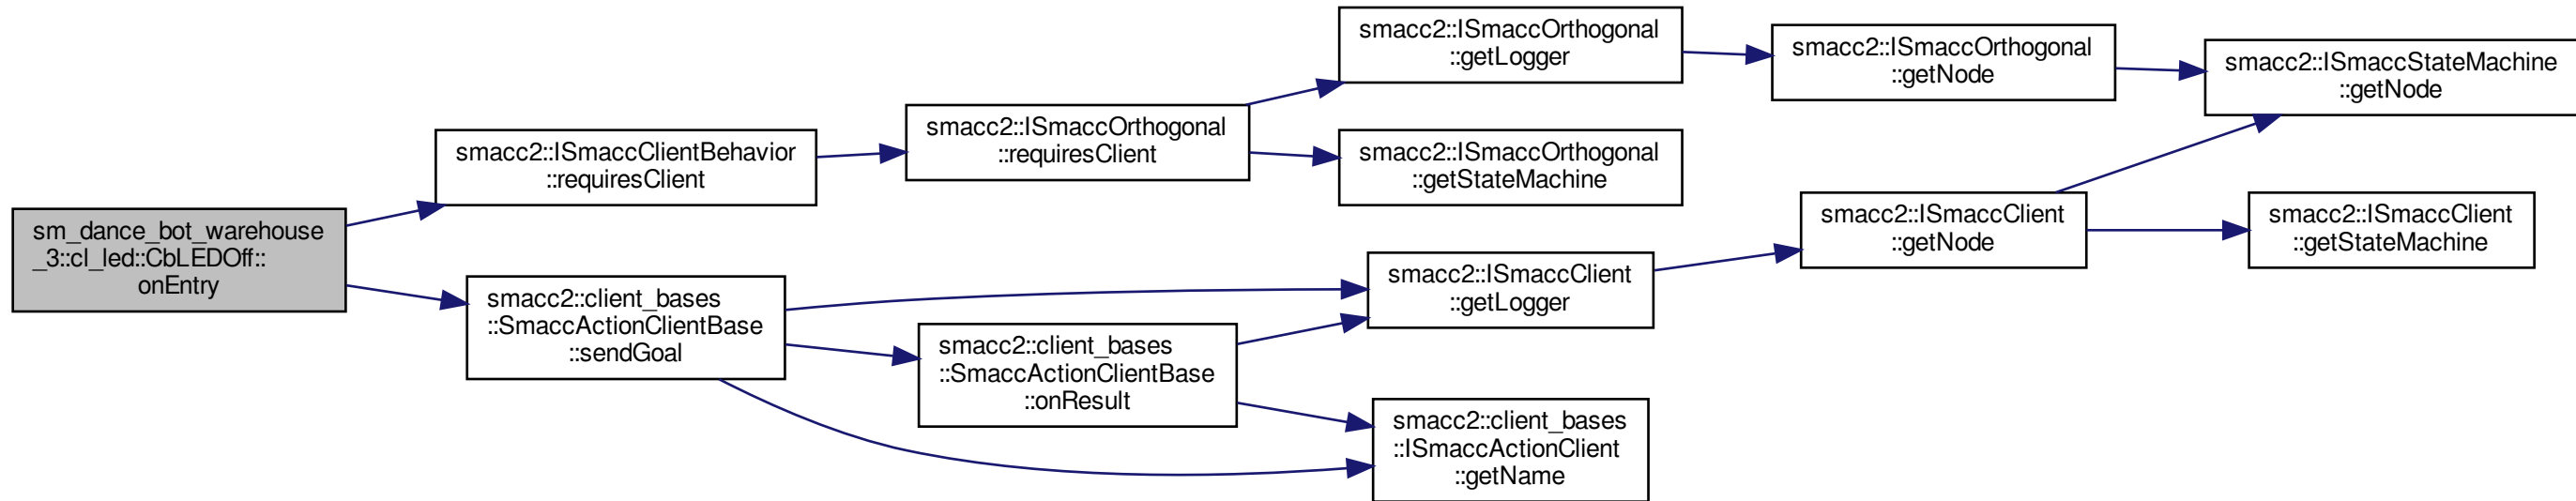 sm_dance_bot_warehouse
_3::cl_led::CbLEDOff::
onEntry
smacc2::ISmaccClientBehavior
::requiresClient
smacc2::ISmaccOrthogonal
::requiresClient
smacc2::ISmaccOrthogonal
::getLogger
smacc2::ISmaccOrthogonal
::getNode
smacc2::ISmaccStateMachine
::getNode
smacc2::ISmaccOrthogonal
::getStateMachine
smacc2::client_bases
::SmaccActionClientBase
::sendGoal
smacc2::client_bases
::SmaccActionClientBase
::onResult
smacc2::ISmaccClient
::getLogger
smacc2::ISmaccClient
::getNode
smacc2::ISmaccClient
::getStateMachine
smacc2::client_bases
::ISmaccActionClient
::getName